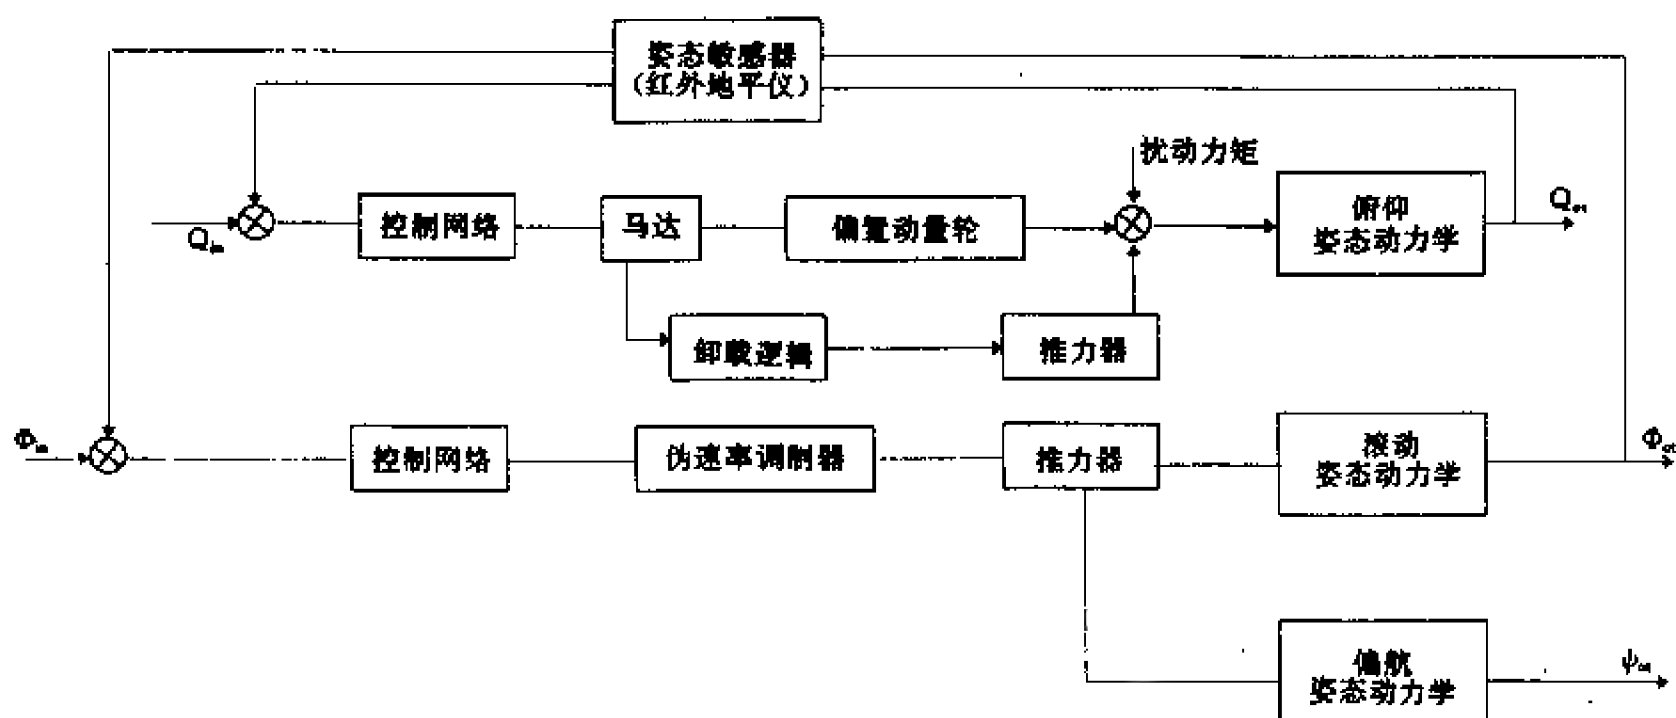 姿态敏感器
(红外地平仪)
扰动力矩
控制网络
马达
偏置动量轮
俯仰
姿态动力学
Q
Q
卸载逻辑
推力器
Φ
控制网络
伪速率调制器
推力器
滚动
姿态动力学
Φ
偏航
姿态动力学
ψ